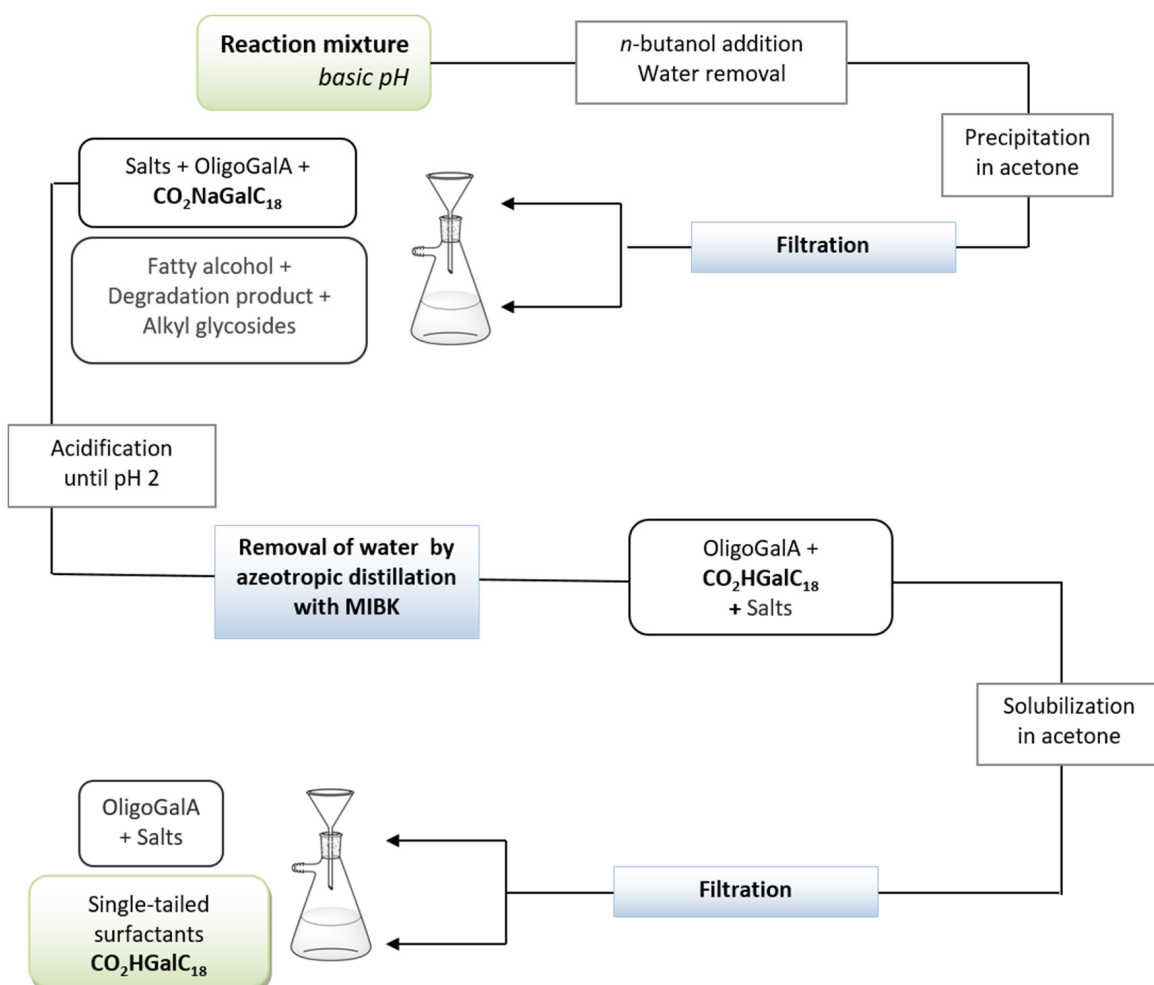 Reaction mixture
basic pH
n-butanol addition
Water removal
Precipitation
in acetone
Filtration
Salts + OligoGalA +
CO₂NaGalC₁₈
Fatty alcohol +
Degradation product +
Alkyl glycosides
Acidification
until pH 2
Removal of water by
azeotropic distillation
with MIBK
OligoGalA +
CO₂HGalC₁₈
+ Salts
Solubilization
in acetone
Filtration
OligoGalA
+ Salts
Single-tailed
surfactants
CO₂HGalC₁₈